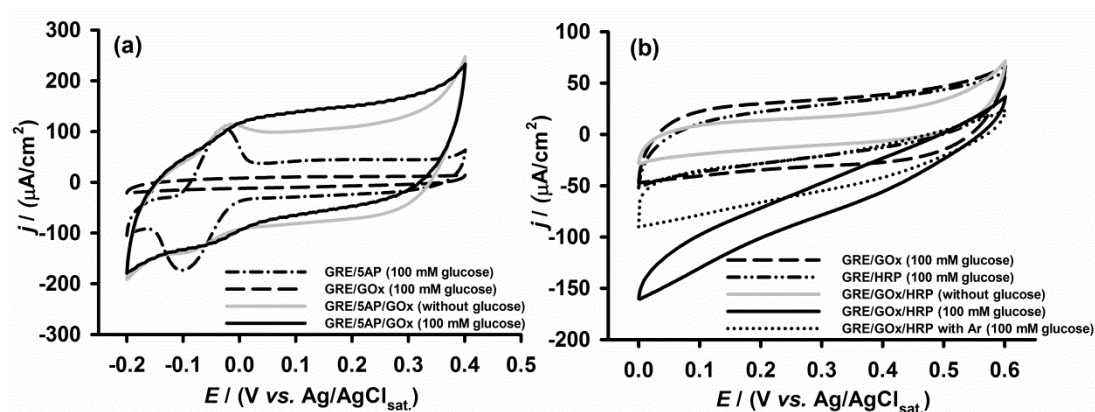 (a)
300
200
100
0
-100
-200
-300
j / (μA/cm²)
GRE/5AP (100 mM glucose)
GRE/GOx (100 mM glucose)
GRE/5AP/GOx (without glucose)
GRE/5AP/GOx (100 mM glucose)
-0.2 -0.1 0.0 0.1 0.2 0.3 0.4 0.5
E / (V vs. Ag/AgCl sat.)
(b)
100
50
0
-50
-100
-150
-200
j / (μA/cm²)
GRE/GOx (100 mM glucose)
GRE/HRP (100 mM glucose)
GRE/GOx/HRP (without glucose)
GRE/GOx/HRP (100 mM glucose)
GRE/GOx/HRP with Ar (100 mM glucose)
0.0 0.1 0.2 0.3 0.4 0.5 0.6
E / (V vs. Ag/AgCl sat.)